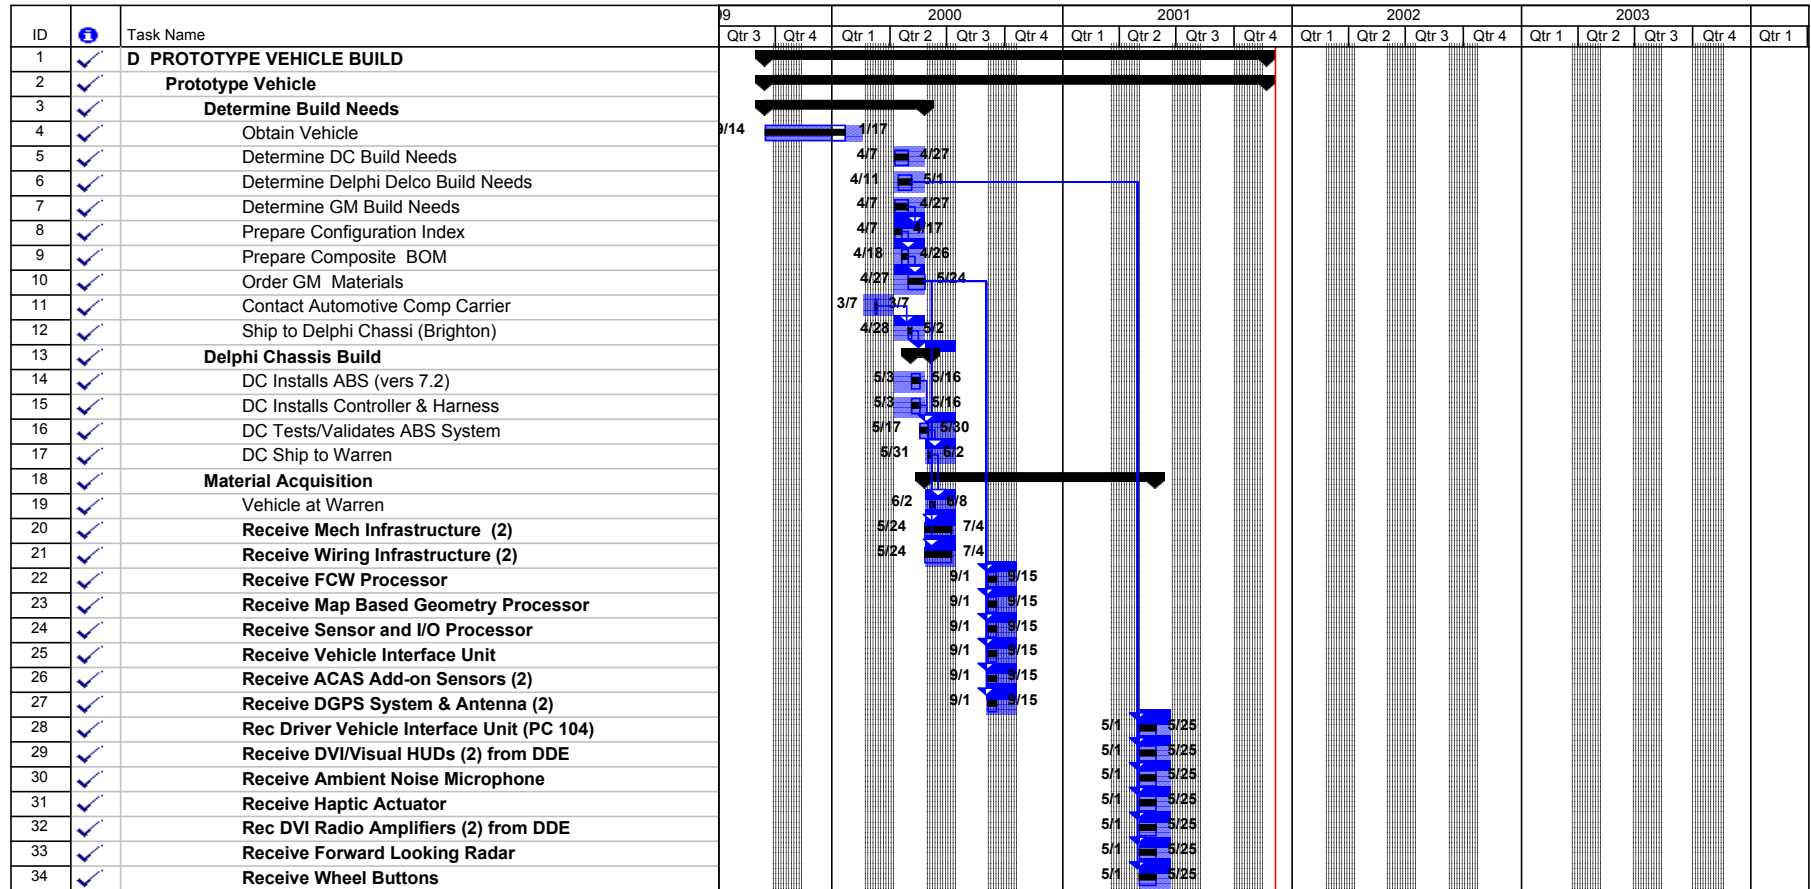 99 2000 2001 2002 2003
ID i Task Name Qtr 3 Qtr 4 Qtr 1 Qtr 2 Qtr 3 Qtr 4 Qtr 1 Qtr 2 Qtr 3 Qtr 4 Qtr 1 Qtr 2 Qtr 3 Qtr 4 Qtr 1 Qtr 2 Qtr 3 Qtr 4 Qtr 1
1 D PROTOTYPE VEHICLE BUILD
2 Prototype Vehicle
3 Determine Build Needs
4 Obtain Vehicle 9/14 1/17
5 Determine DC Build Needs 4/7 4/27
6 Determine Delphi Delco Build Needs 4/11 5/1
7 Determine GM Build Needs 4/7 4/27
8 Prepare Configuration Index 4/7 4/17
9 Prepare Composite BOM 4/18 4/26
10 Order GM Materials 4/27 5/24
11 Contact Automotive Comp Carrier 3/7 3/7
12 Ship to Delphi Chassi (Brighton) 4/28 5/2
13 Delphi Chassis Build
14 DC Installs ABS (vers 7.2) 5/3 5/16
15 DC Installs Controller & Harness 5/3 5/16
16 DC Tests/Validates ABS System 5/17 5/30
17 DC Ship to Warren 5/31 6/2
18 Material Acquisition
19 Vehicle at Warren 6/2 6/8
20 Receive Mech Infrastructure (2) 5/24 7/4
21 Receive Wiring Infrastructure (2) 5/24 7/4
22 Receive FCW Processor 9/1 9/15
23 Receive Map Based Geometry Processor 9/1 9/15
24 Receive Sensor and I/O Processor 9/1 9/15
25 Receive Vehicle Interface Unit 9/1 9/15
26 Receive ACAS Add-on Sensors (2) 9/1 9/15
27 Receive DGPS System & Antenna (2) 9/1 9/15
28 Rec Driver Vehicle Interface Unit (PC 104) 5/1 5/25
29 Receive DVI/Visual HUDs (2) from DDE 5/1 5/25
30 Receive Ambient Noise Microphone 5/1 5/25
31 Receive Haptic Actuator 5/1 5/25
32 Rec DVI Radio Amplifiers (2) from DDE 5/1 5/25
33 Receive Forward Looking Radar 5/1 5/25
34 Receive Wheel Buttons 5/1 5/25